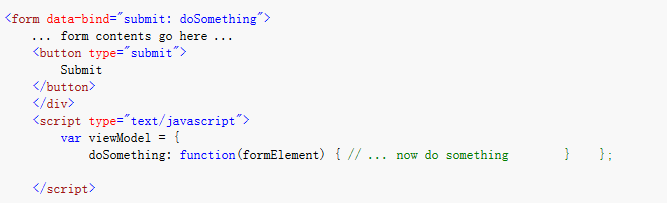 <form data-bind="submit: doSomething">
... form contents go here ...
<button type="submit">
Submit
</button>
</div>
<script type="text/javascript">
var viewModel = {
doSomething: function(formElement) { // ... now do something } };
</script>